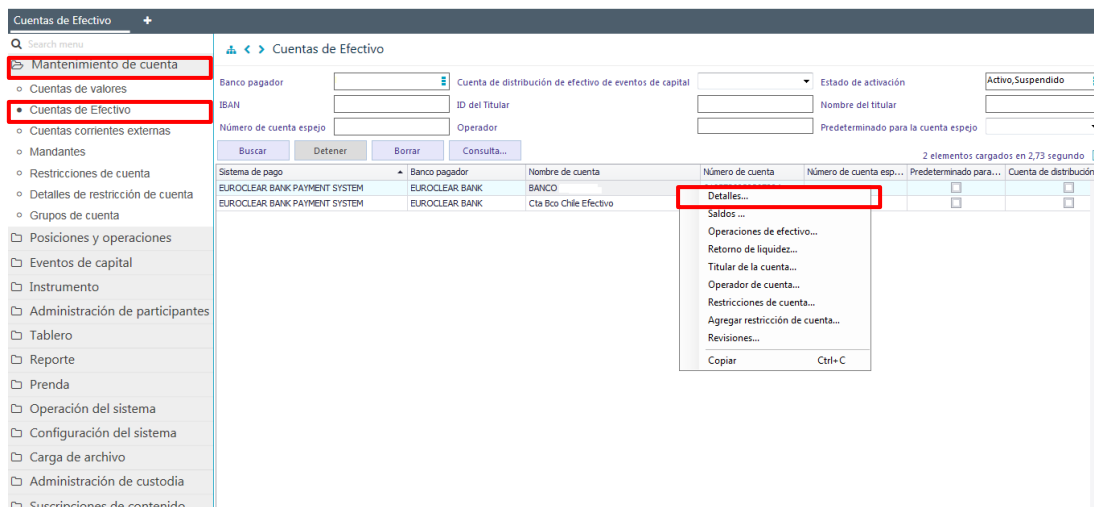 Cuentas de Efectivo +
Search menu
Mantenimiento de cuenta
Cuentas de valores
Cuentas de Efectivo
Cuentas corrientes externas
Mandantes
Restricciones de cuenta
Detalles de restricción de cuenta
Grupos de cuenta
Posiciones y operaciones
Eventos de capital
Instrumento
Administración de participantes
Tablero
Reporte
Prenda
Operación del sistema
Configuración del sistema
Carga de archivo
Administración de custodia
Suscripciones de contenido
Cuentas de Efectivo
Banco pagador Cuenta de distribución de efectivo de eventos de capital Estado de activación Activo,Suspendido
IBAN ID del Titular Nombre del titular
Número de cuenta espejo Operador Predeterminado para la cuenta espejo
Buscar Detener Borrar Consulta...
2 elementos cargados en 2,73 segundo
Sistema de pago Banco pagador Nombre de cuenta Número de cuenta Número de cuenta esp... Predeterminado para... Cuenta de distribución
EUROCLEAR BANK PAYMENT SYSTEM EUROCLEAR BANK BANCO
EUROCLEAR BANK PAYMENT SYSTEM EUROCLEAR BANK Cta Bco Chile Efectivo
Detalles...
Saldos ...
Operaciones de efectivo...
Retorno de liquidez...
Titular de la cuenta...
Operador de cuenta...
Restricciones de cuenta...
Agregar restricción de cuenta...
Revisiones...
Copiar Ctrl+C